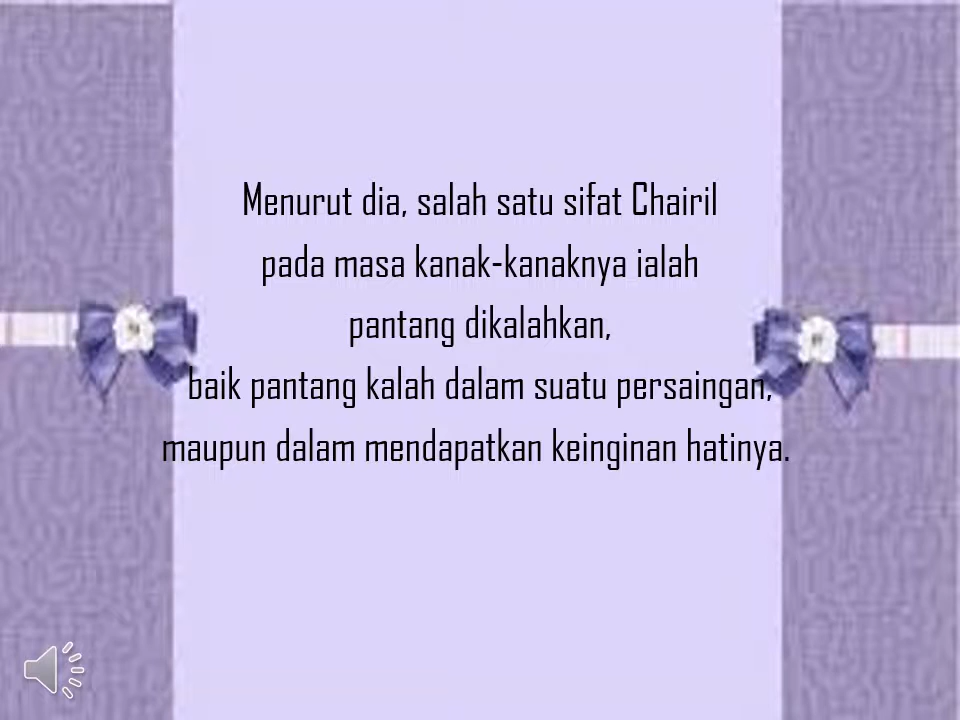 Menurut dia, salah satu sifat Chairil
pada masa kanak-kanaknya ialah
pantang dikalahkan,
baik pantang kalah dalam suatu persaingan,
maupun dalam mendapatkan keinginan hatinya.